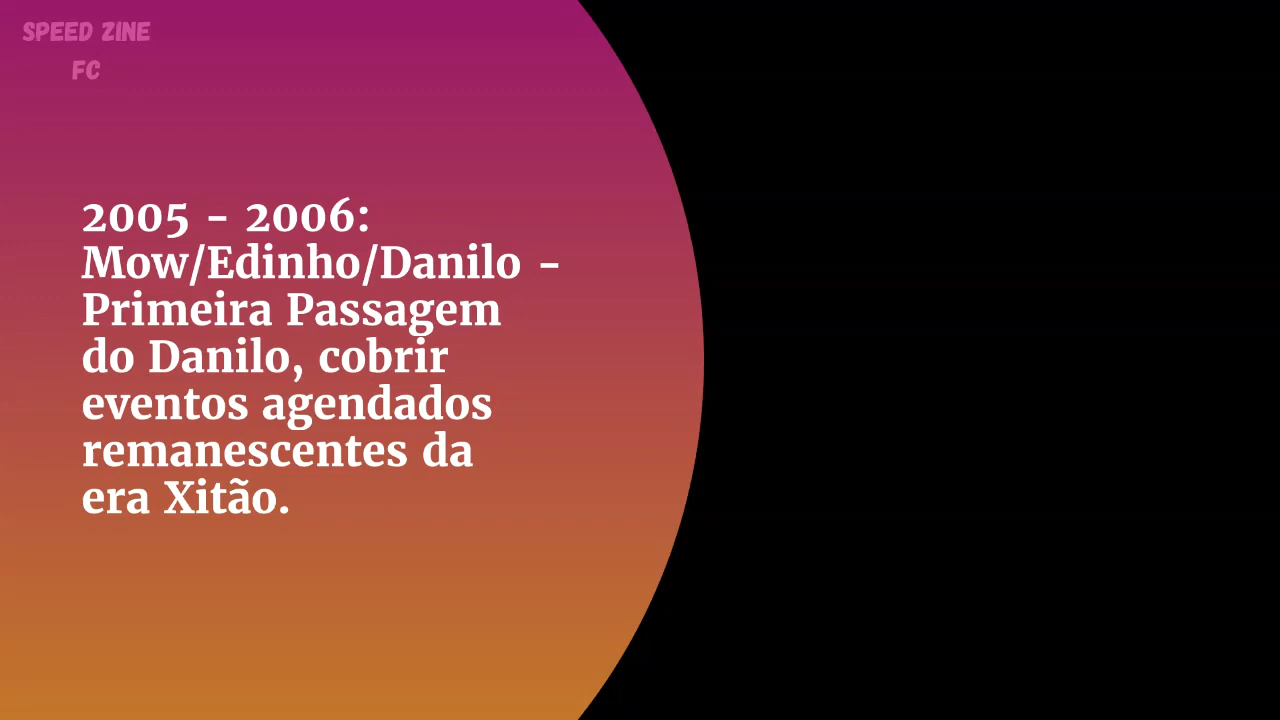 SPEED ZINE
FC
2005 - 2006:
Mow/Edinho/Danilo -
Primeira Passagem
do Danilo, cobrir
eventos agendados
remanescentes da
era Xitão.